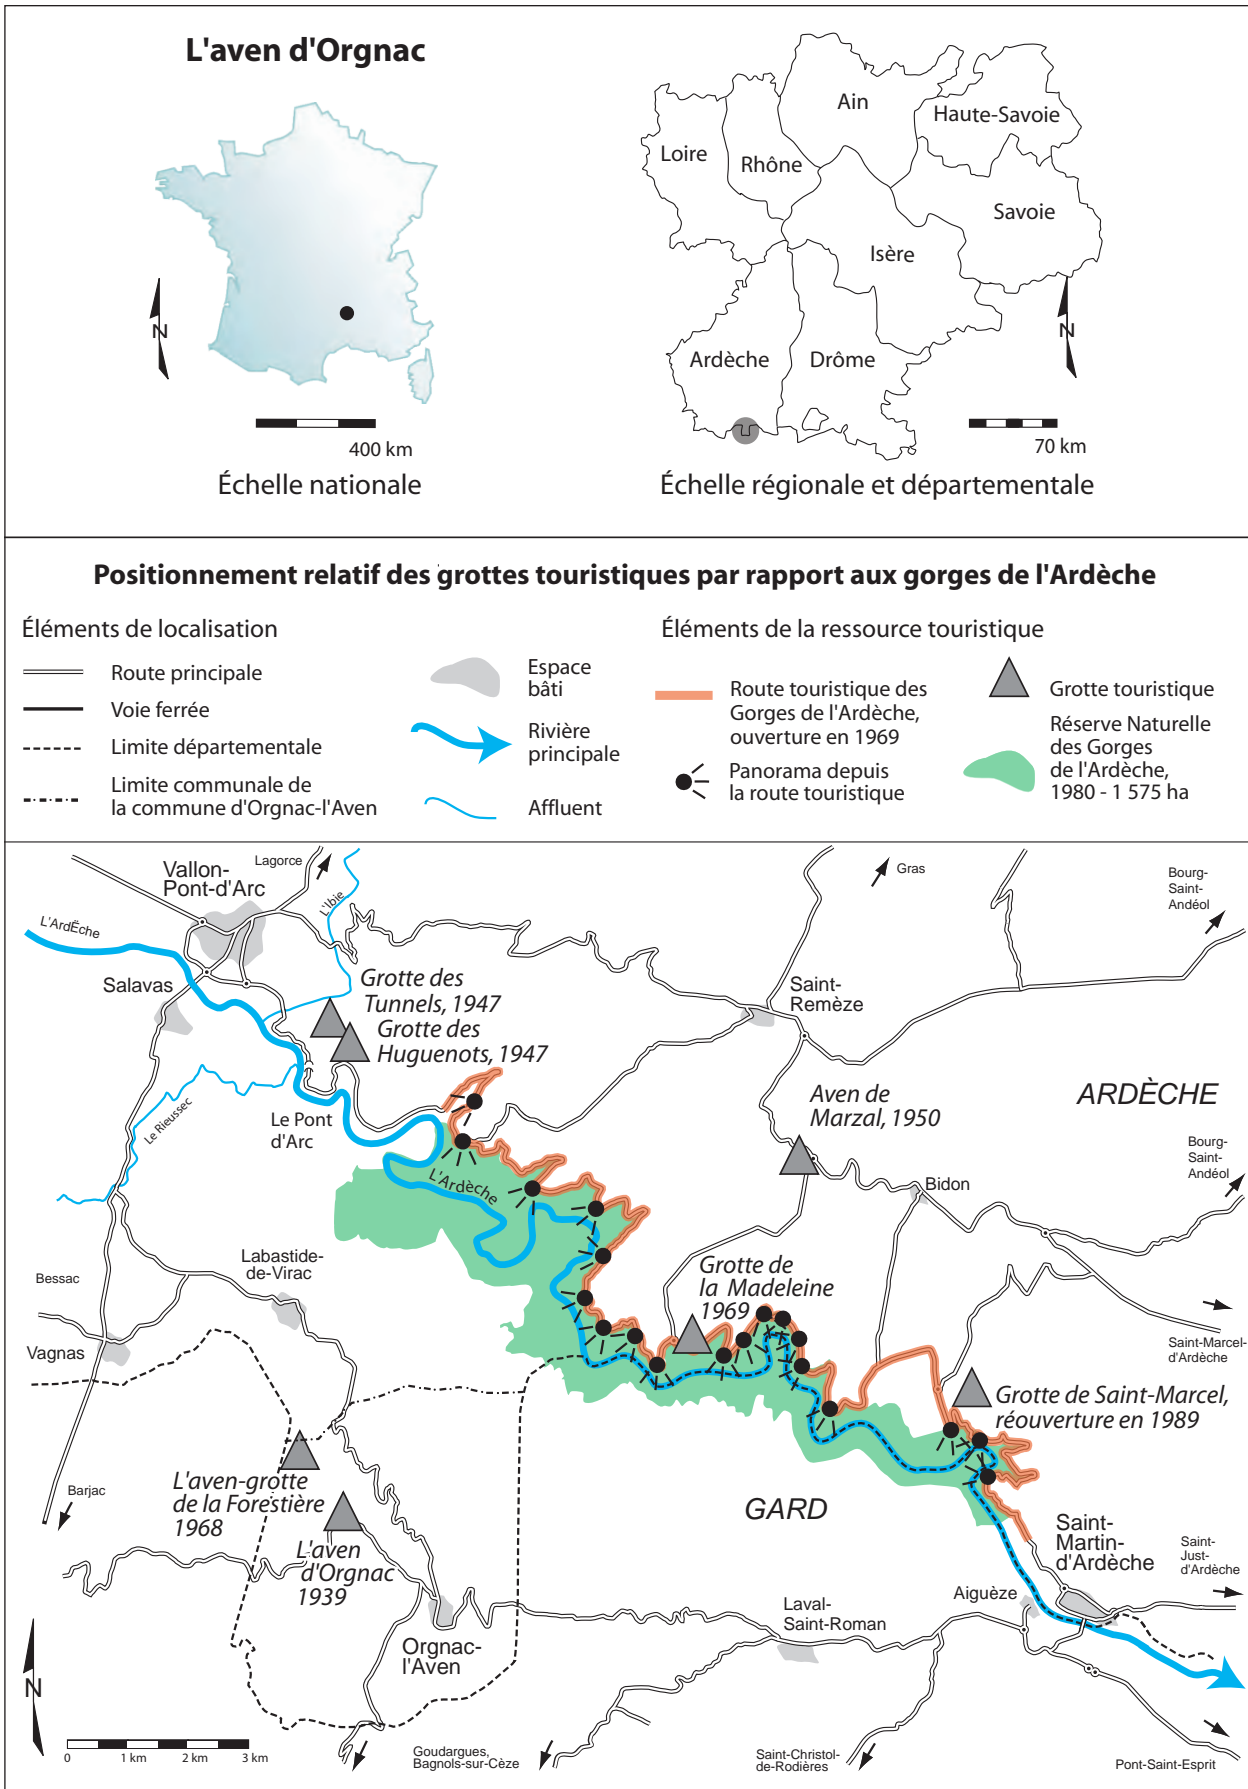 L'aven d'Orgnac
Ain
Haute-Savoie
Loire
Rhône
Savoie
Isère
Ardèche
Drôme
N
N
400 km
70 km
Échelle nationale
Échelle régionale et départementale
Positionnement relatif des grottes touristiques par rapport aux gorges de l'Ardèche
Éléments de localisation
Route principale
Voie ferrée
Limite départementale
Limite communale de
la commune d'Orgnac-l'Aven
Espace
bâti
Rivière
principale
Affluent
Éléments de la ressource touristique
Route touristique des
Gorges de l'Ardèche,
ouverture en 1969
Panorama depuis
la route touristique
Grotte touristique
Réserve Naturelle
des Gorges
de l'Ardèche,
1980 - 1 575 ha
Vallon-
Pont-d'Arc
Lagorce
L'Ibie
Gras
Bourg-
Saint-
Andéol
L'ArdËche
Salavas
Grotte des
Tunnels, 1947
Grotte des
Huguenots, 1947
Saint-
Remèze
Le Rieussec
Le Pont
d'Arc
Aven de
Marzal, 1950
ARDÈCHE
Bourg-
Saint-
Andéol
L'Ardèche
Bidon
Labastide-
de-Virac
Bessac
Vagnas
Grotte de
la Madeleine
1969
Saint-Marcel-
d'Ardèche
Grotte de Saint-Marcel,
réouverture en 1989
L'aven-grotte
de la Forestière
1968
Barjac
GARD
L'aven
d'Orgnac
1939
Saint-
Martin-
d'Ardèche
Saint-
Just-
d'Ardèche
Aiguèze
Laval-
Saint-Roman
Orgnac-
l'Aven
N
0
1 km
2 km
3 km
Goudargues,
Bagnols-sur-Cèze
Saint-Christol-
de-Rodières
Pont-Saint-Esprit